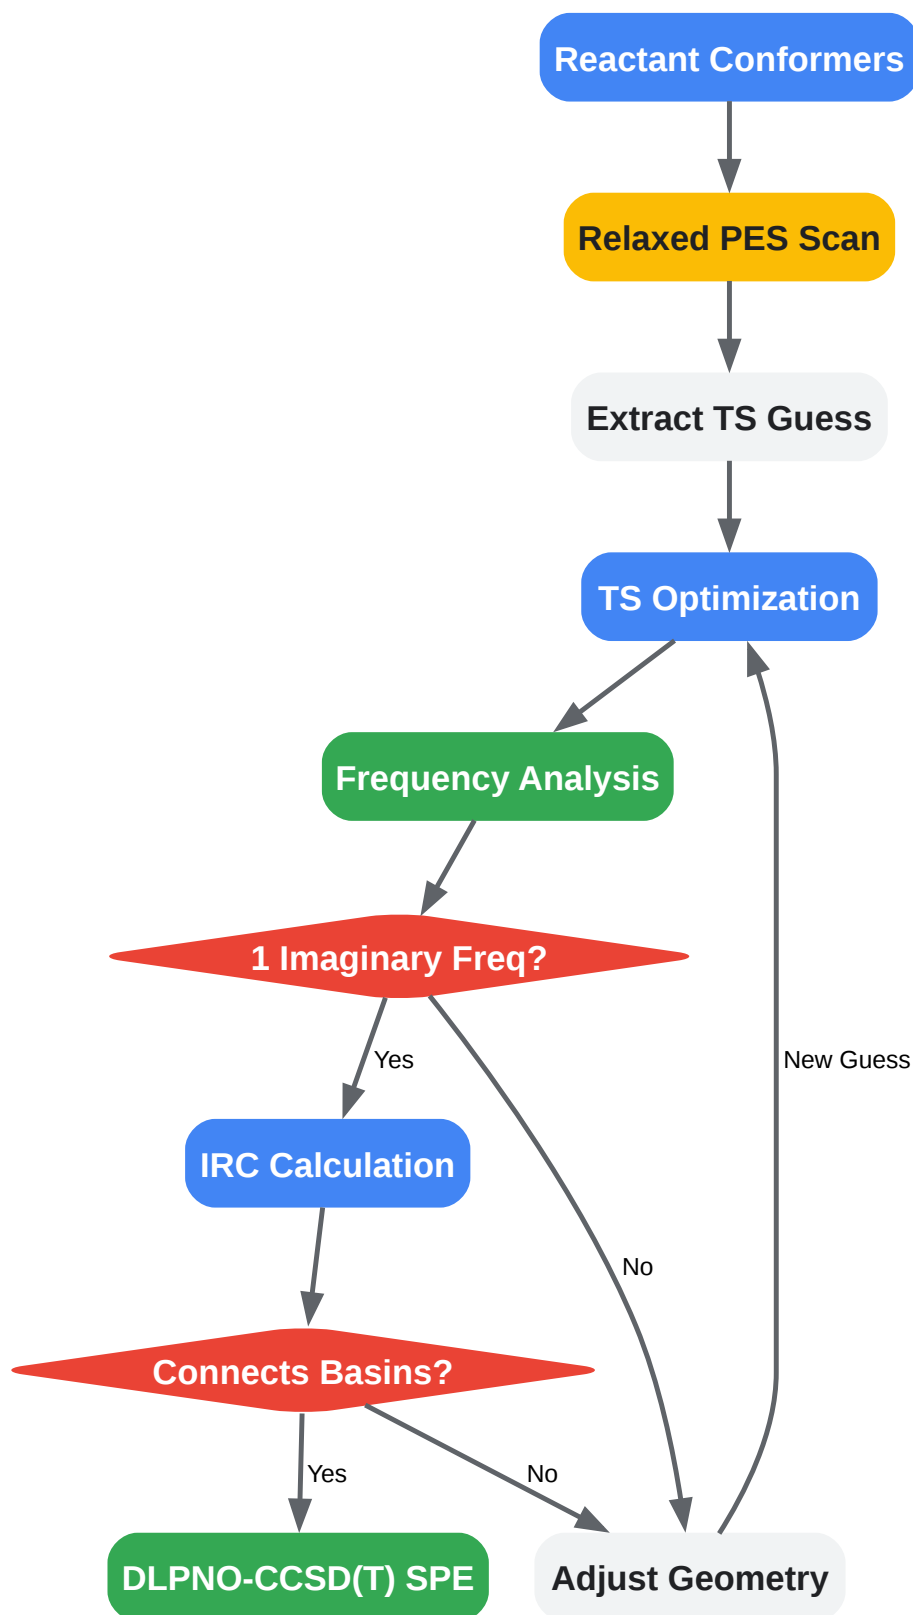 Reactant Conformers
Relaxed PES Scan
Extract TS Guess
TS Optimization
Frequency Analysis
1 Imaginary Freq?
Yes
New Guess
IRC Calculation
No
Connects Basins?
Yes
No
DLPNO-CCSD(T) SPE
Adjust Geometry